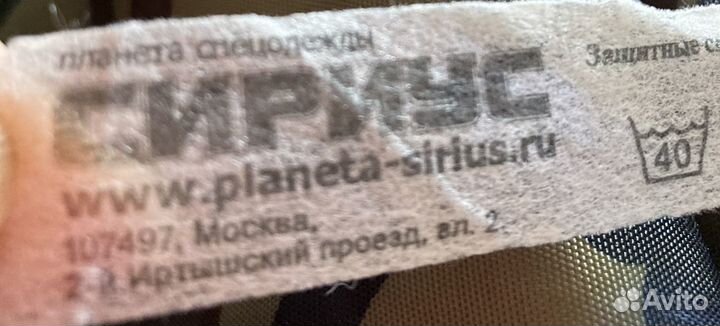 планета спецодежды
СИРИУС
www.planeta-sirius.ru
107497, Москва,
2-й Иртышский проезд, вл. 2.
Защитные
40
Avito